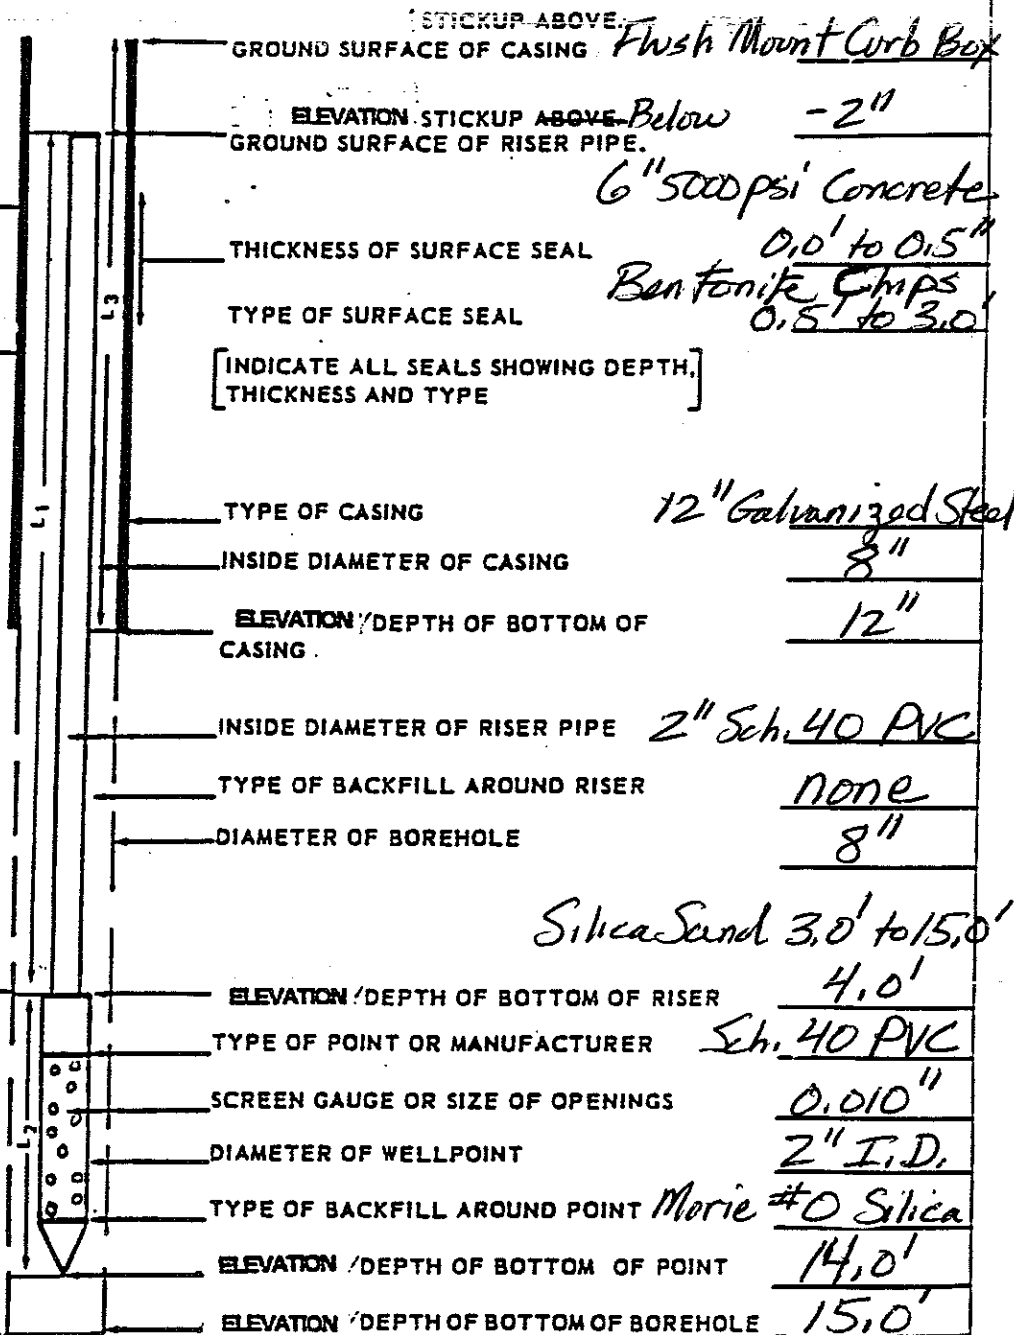 STICKUP ABOVE
GROUND SURFACE OF CASING Flush Mount Curb Box
ELEVATION STICKUP ABOVE Below -2"
GROUND SURFACE OF RISER PIPE.
6" 5000 psi Concrete
THICKNESS OF SURFACE SEAL 0.0' to 0.5"
Bentonite Chips
TYPE OF SURFACE SEAL 0.5' to 3.0'
[INDICATE ALL SEALS SHOWING DEPTH,
THICKNESS AND TYPE]
L3
L1
TYPE OF CASING 12" Galvanized Steel
INSIDE DIAMETER OF CASING 8"
ELEVATION/DEPTH OF BOTTOM OF 12"
CASING.
INSIDE DIAMETER OF RISER PIPE 2" Sch. 40 PVC
TYPE OF BACKFILL AROUND RISER none
DIAMETER OF BOREHOLE 8"
Silica Sand 3.0' to 15.0'
ELEVATION/DEPTH OF BOTTOM OF RISER 4.0'
TYPE OF POINT OR MANUFACTURER Sch. 40 PVC
SCREEN GAUGE OR SIZE OF OPENINGS 0.010"
L2
DIAMETER OF WELLPOINT 2" I.D.
TYPE OF BACKFILL AROUND POINT Morie #0 Silica
ELEVATION/DEPTH OF BOTTOM OF POINT 14.0'
ELEVATION/DEPTH OF BOTTOM OF BOREHOLE 15.0'